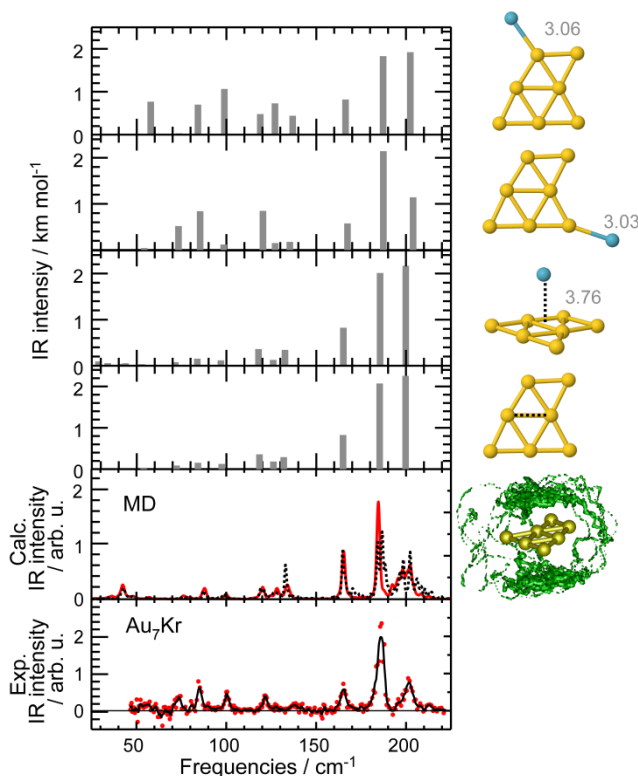 3.06
2
1
0
3.03
2
1
0
IR intensiy / km mol⁻¹
3.76
2
1
0
2
1
0
MD
Calc.
IR intensity
/ arb. u.
2
1
0
Au₇Kr
Exp.
IR intensity
/ arb. u.
2
1
0
50 100 150 200
Frequencies / cm⁻¹